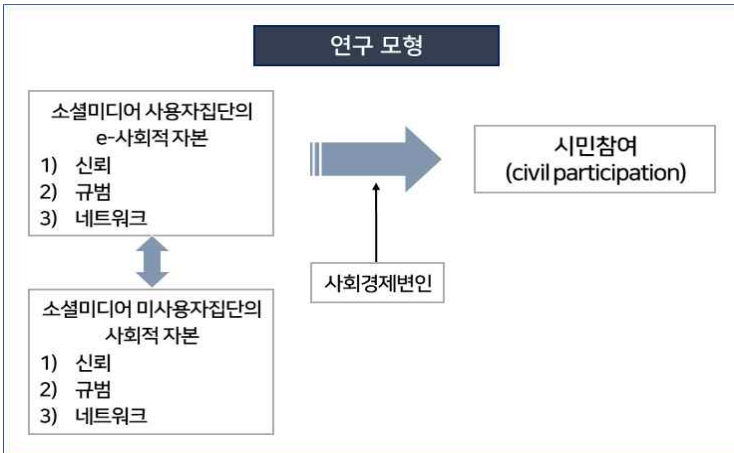 연구 모형
소셜미디어 사용자집단의
e-사회적 자본
1) 신뢰
2) 규범
3) 네트워크
시민참여
(civil participation)
사회경제변인
소셜미디어 미사용자집단의
사회적 자본
1) 신뢰
2) 규범
3) 네트워크